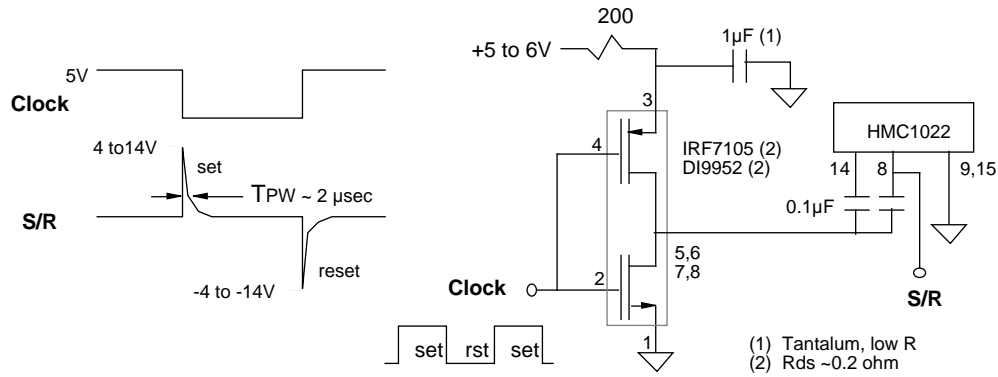 5V
Clock
4 to14V
set
TPW ~ 2 µsec
S/R
reset
-4 to -14V
200
+5 to 6V
1µF (1)
3
4
IRF7105 (2)
DI9952 (2)
HMC1022
14
8
9,15
0.1µF
5,6
7,8
2
Clock
S/R
1
set
rst
set
(1) Tantalum, low R
(2) Rds ~0.2 ohm